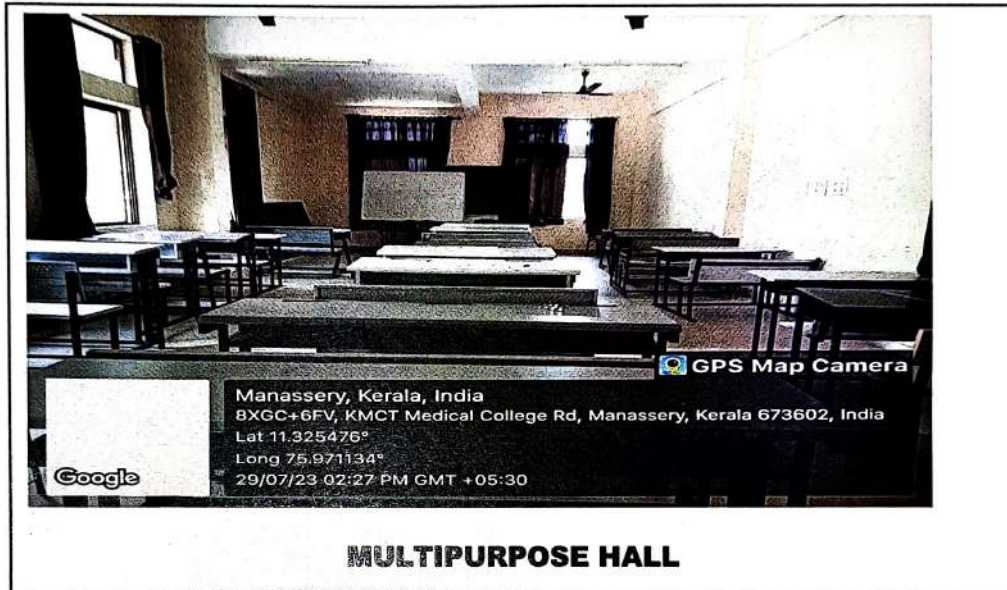 GPS Map Camera
Manassery, Kerala, India
8XGC+6FV, KMCT Medical College Rd, Manassery, Kerala 673602, India
Lat 11.325476°
Long 75.971134°
29/07/23 02:27 PM GMT +05:30
Google
MULTIPURPOSE HALL